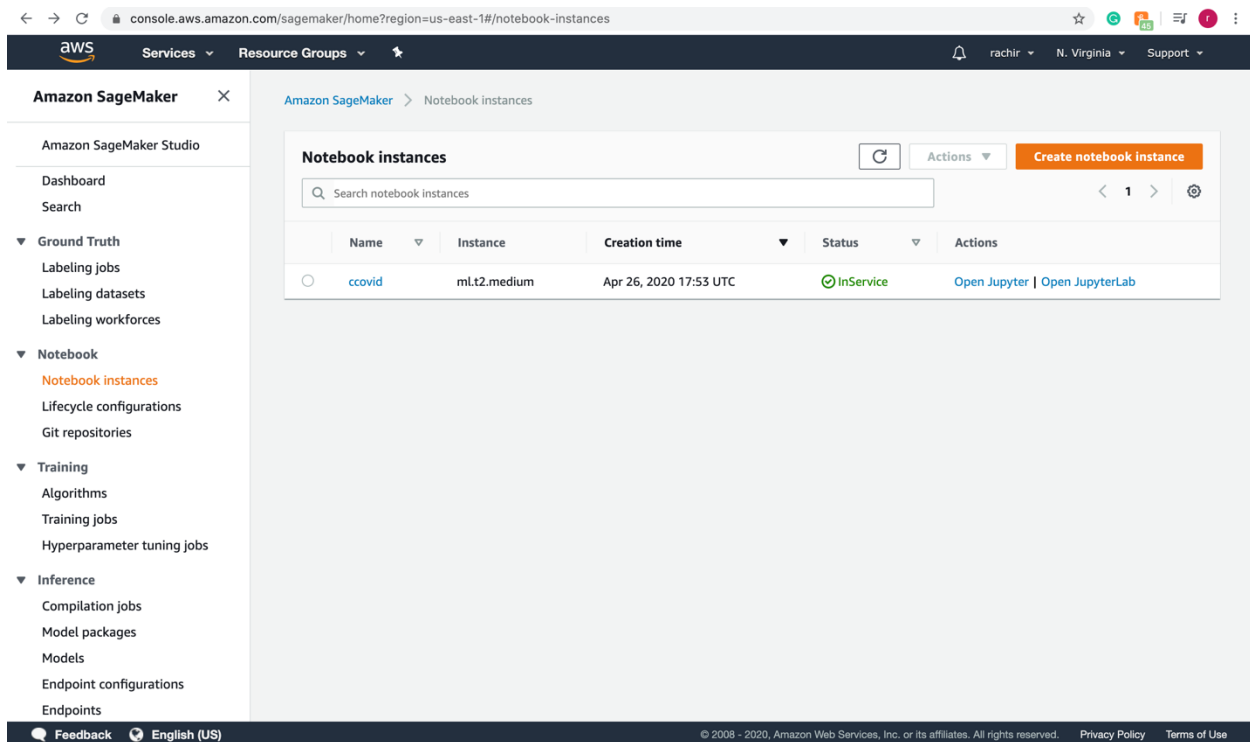 console.aws.amazon.com/sagemaker/home?region=us-east-1#/notebook-instances
45
r
aws
Services
Resource Groups
rachir
N. Virginia
Support
Amazon SageMaker
Amazon SageMaker Studio
Dashboard
Search
Ground Truth
Labeling jobs
Labeling datasets
Labeling workforces
Notebook
Notebook instances
Lifecycle configurations
Git repositories
Training
Algorithms
Training jobs
Hyperparameter tuning jobs
Inference
Compilation jobs
Model packages
Models
Endpoint configurations
Endpoints
Amazon SageMaker > Notebook instances
Notebook instances
Actions
Create notebook instance
Search notebook instances
< 1 >
Name Instance Creation time Status Actions
ccovid ml.t2.medium Apr 26, 2020 17:53 UTC InService Open Jupyter | Open JupyterLab
Feedback English (US)
© 2008 - 2020, Amazon Web Services, Inc. or its affiliates. All rights reserved. Privacy Policy Terms of Use